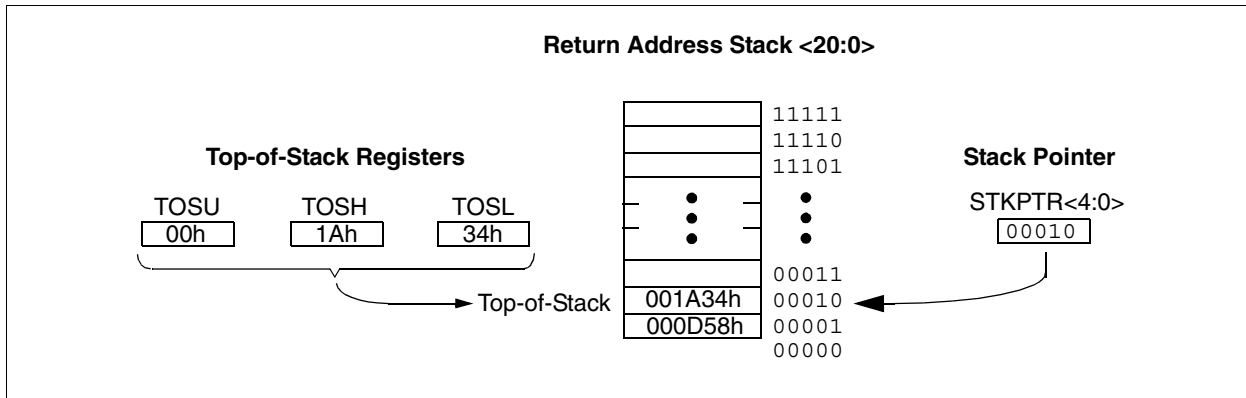 Return Address Stack <20:0>
11111
11110
11101
Top-of-Stack Registers
Stack Pointer
TOSU TOSH TOSL
STKPTR<4:0>
00h 1Ah 34h
00010
00011
Top-of-Stack 001A34h 00010
000D58h 00001
00000